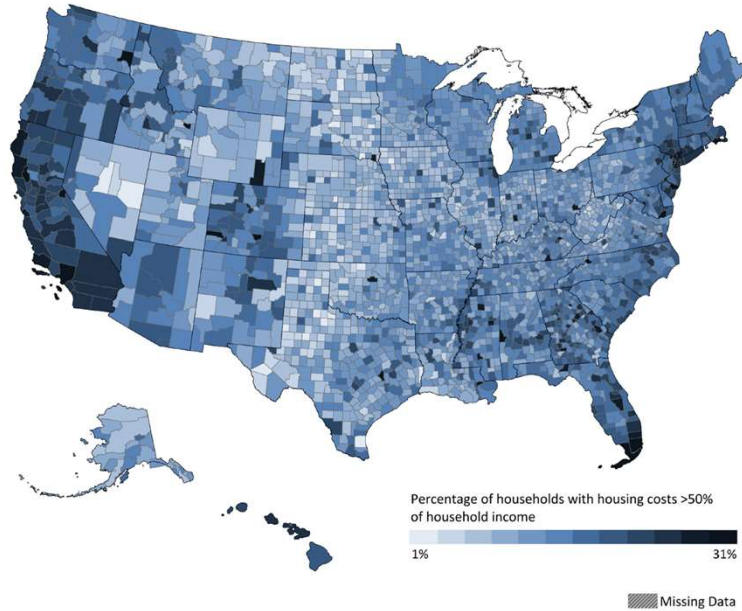 Percentage of households with housing costs >50%
of household income
1% 31%
Missing Data